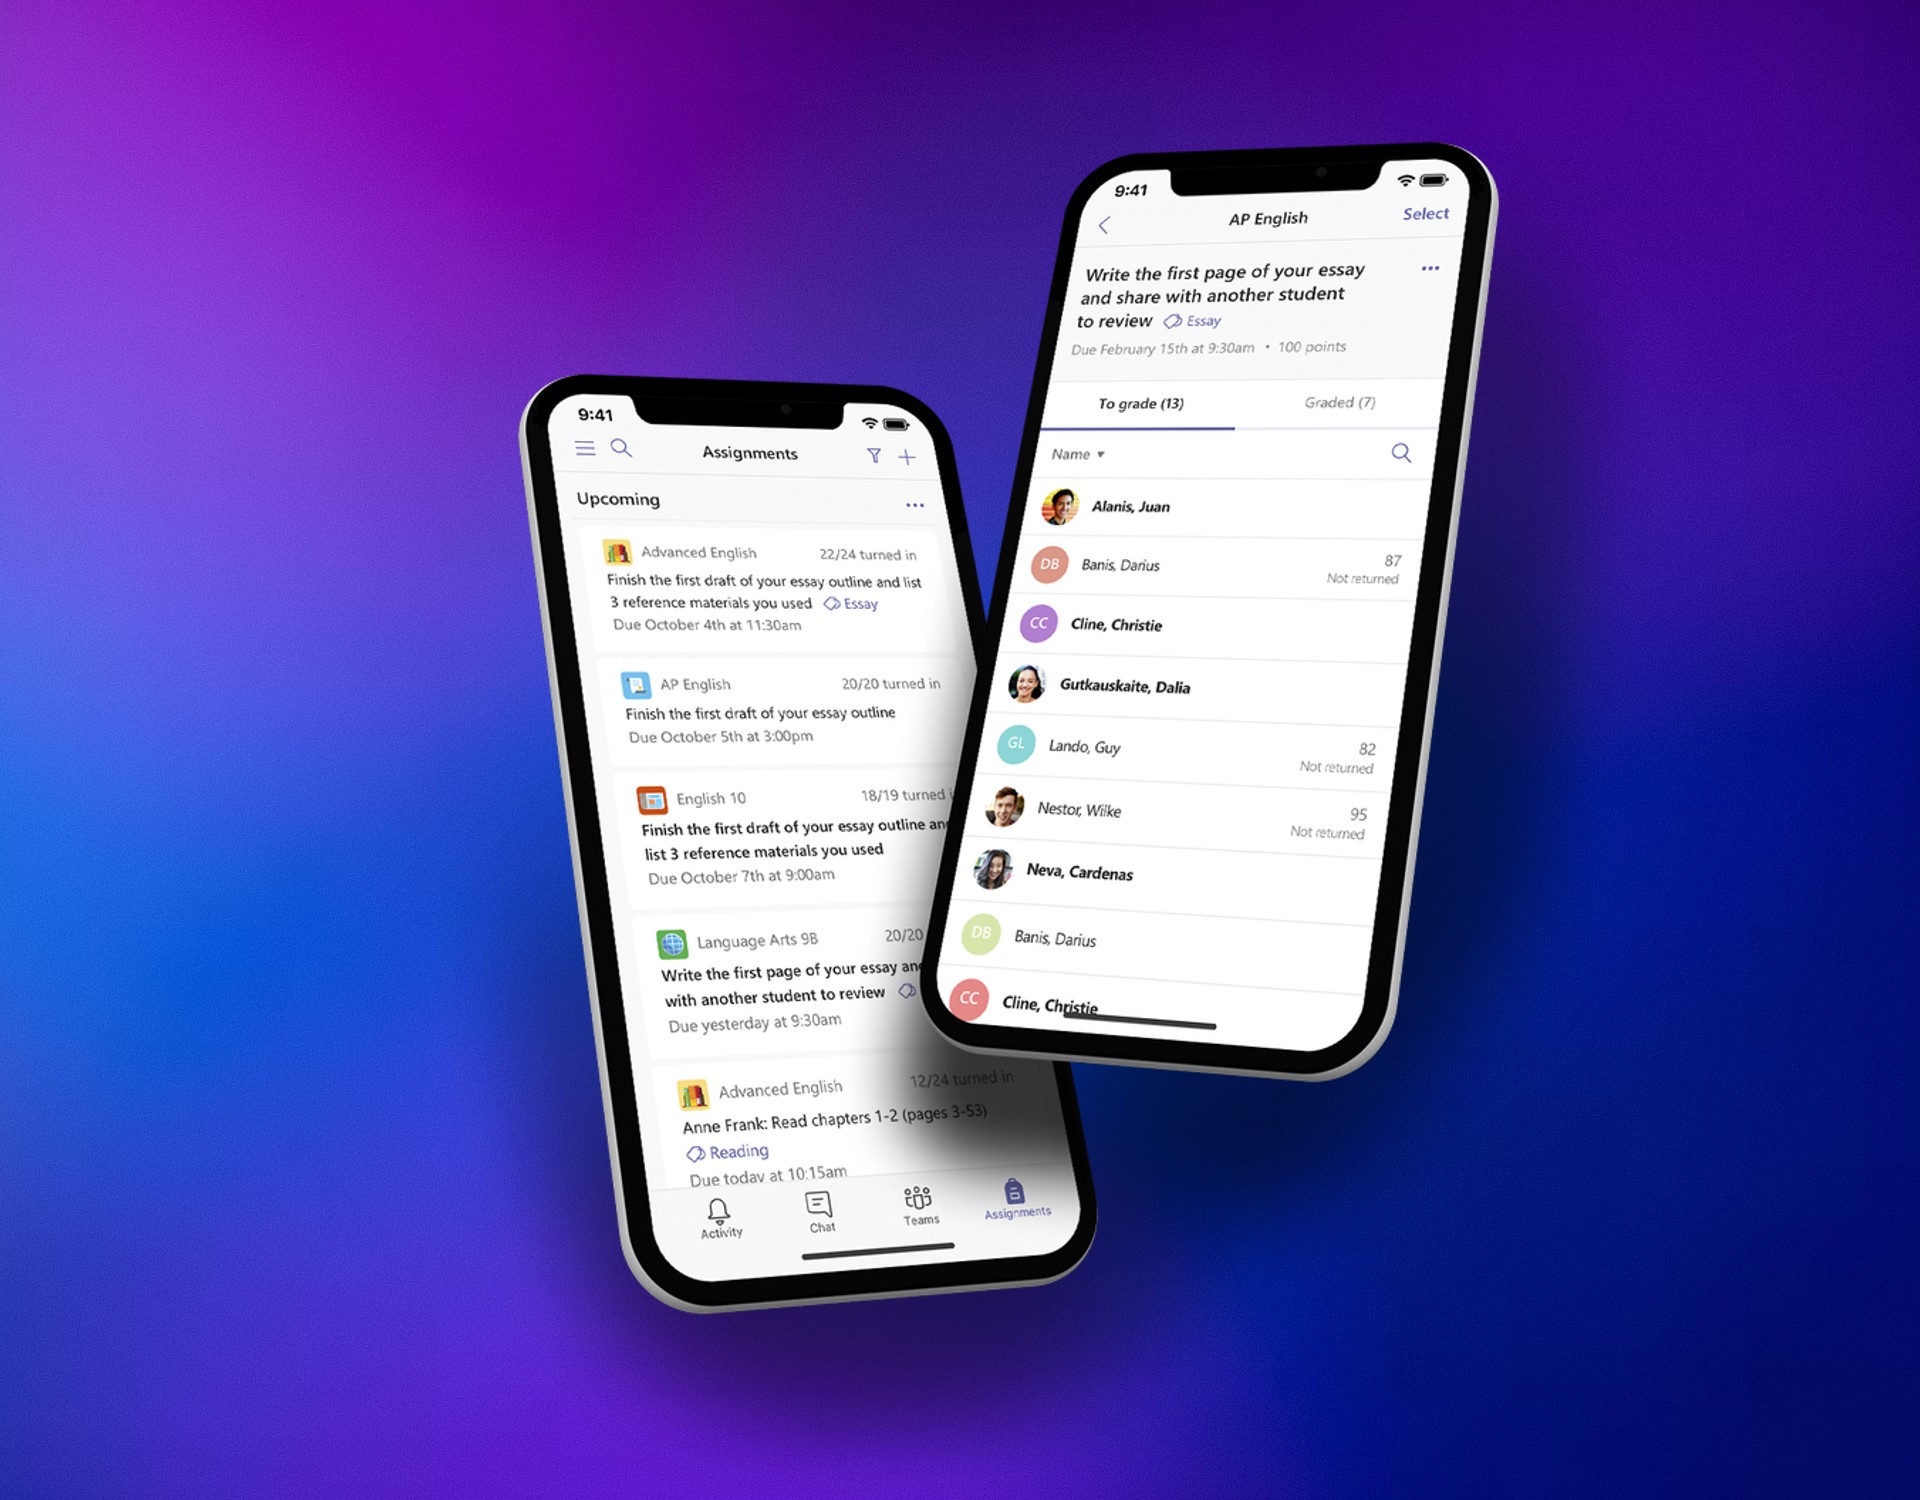 9:41
Assignments
Upcoming
Advanced English 22/24 turned in
Finish the first draft of your essay outline and list
3 reference materials you used Essay
Due October 4th at 11:30am
AP English 20/20 turned in
Finish the first draft of your essay outline
Due October 5th at 3:00pm
English 10 18/19 turned
Finish the first draft of your essay outline and
list 3 reference materials you used
Due October 7th at 9:00am
Language Arts 9B 20/20
Write the first page of your essay and
with another student to review
Due yesterday at 9:30am
Advanced English 12/24 turned in
Anne Frank: Read chapters 1-2 (pages 3-53)
Reading
Due today at 10:15am
Activity Chat Teams Assignments
9:41
AP English Select
Write the first page of your essay
and share with another student
to review Essay
Due February 15th at 9:30am • 100 points
To grade (13) Graded (7)
Name
Alanis, Juan
DB Banis, Darius 87
Not returned
CC Cline, Christie
Gutkauskaite, Dalia
GL Lando, Guy 82
Not returned
Nestor, Wilke 95
Not returned
Neva, Cardenas
DB Banis, Darius
CC Cline, Christie